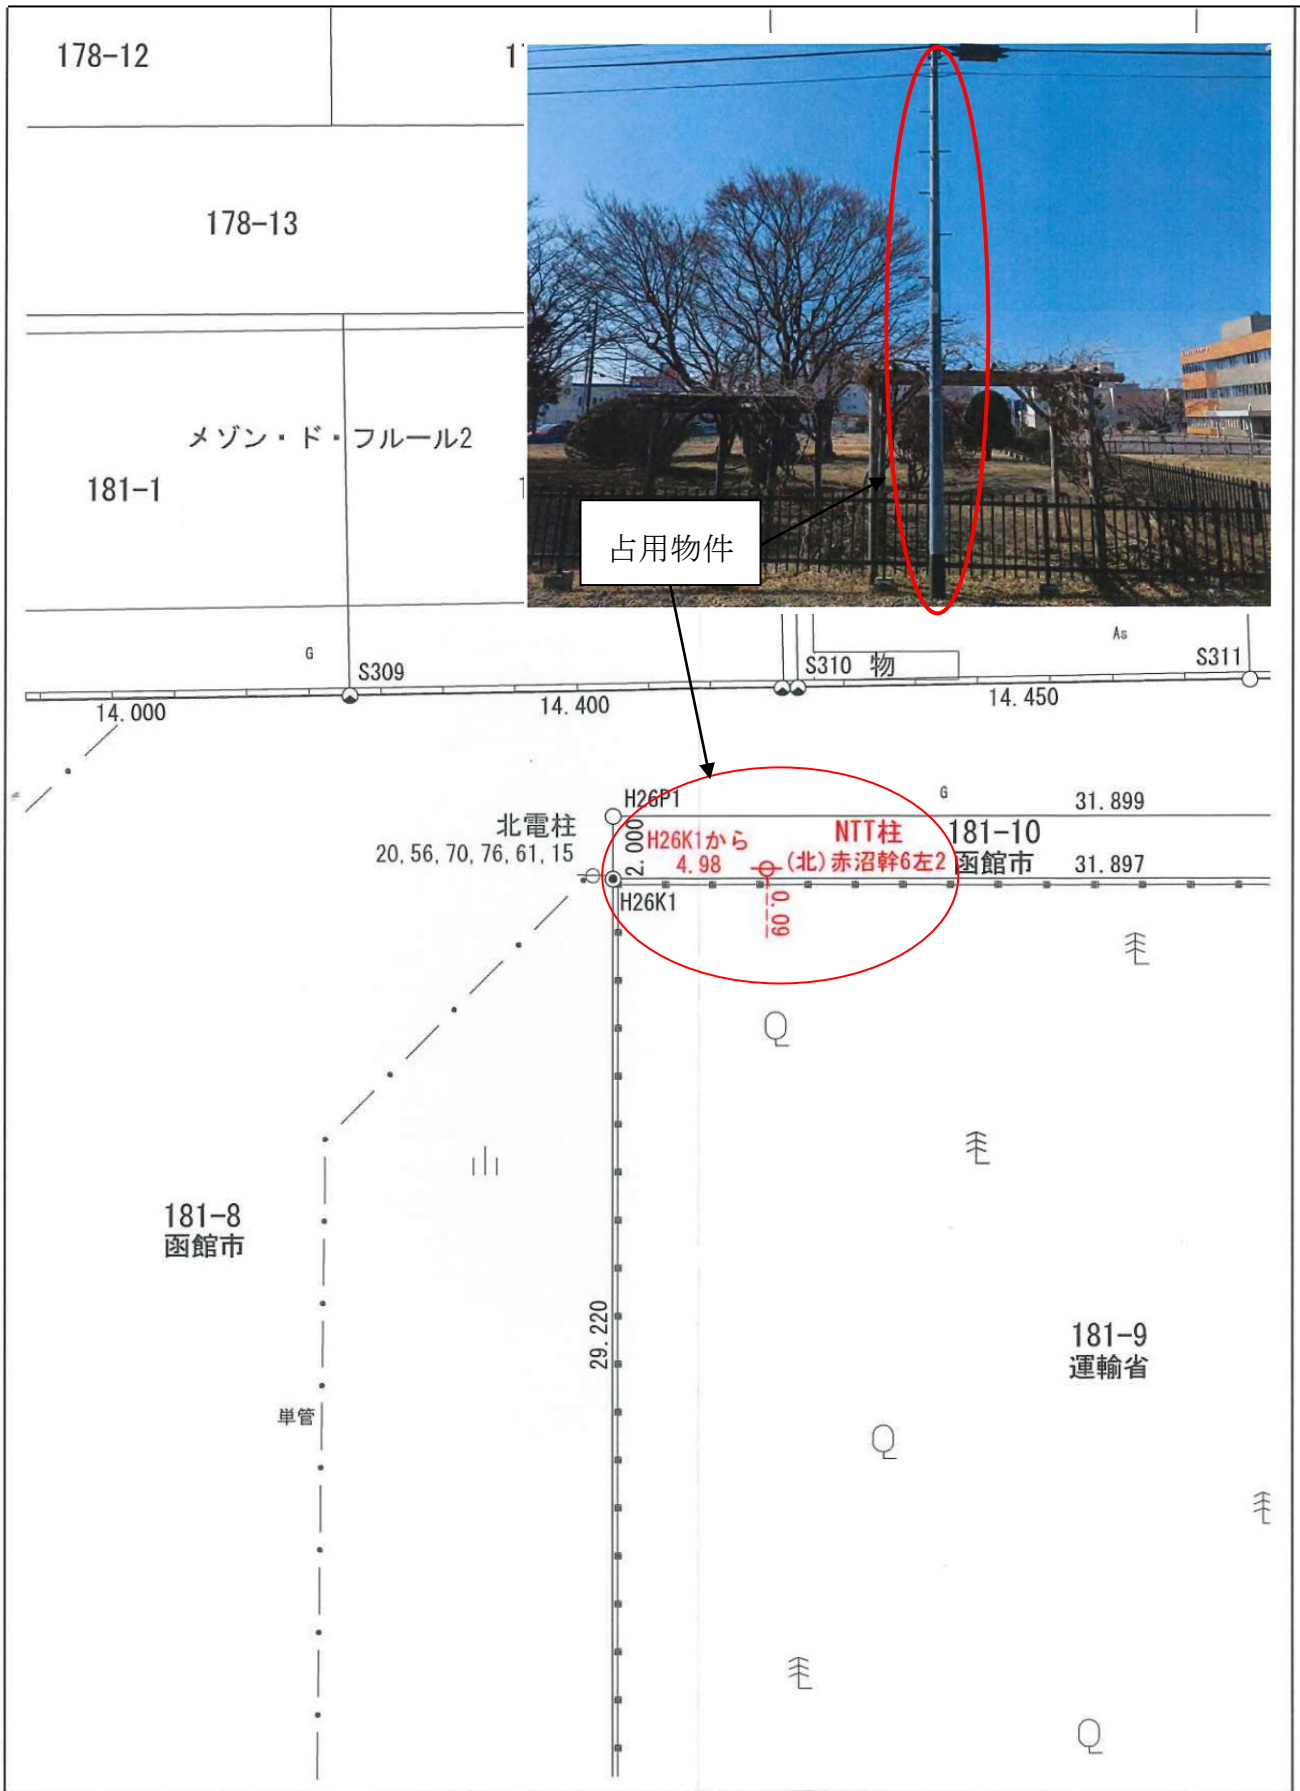 178-12
1
178-13
メゾン・ド・フルール2
181-1
1
占用物件
G
S309
S310
物
As
S311
14.000
14.400
14.450
H26P1
G
31.899
北電柱
20,56,70,76,61,15
2.000
H26K1から
4.98
NTT柱
(北)赤沼幹6左2
181-10
函館市
31.897
H26K1
0.09
181-8
函館市
29.220
181-9
運輸省
単管